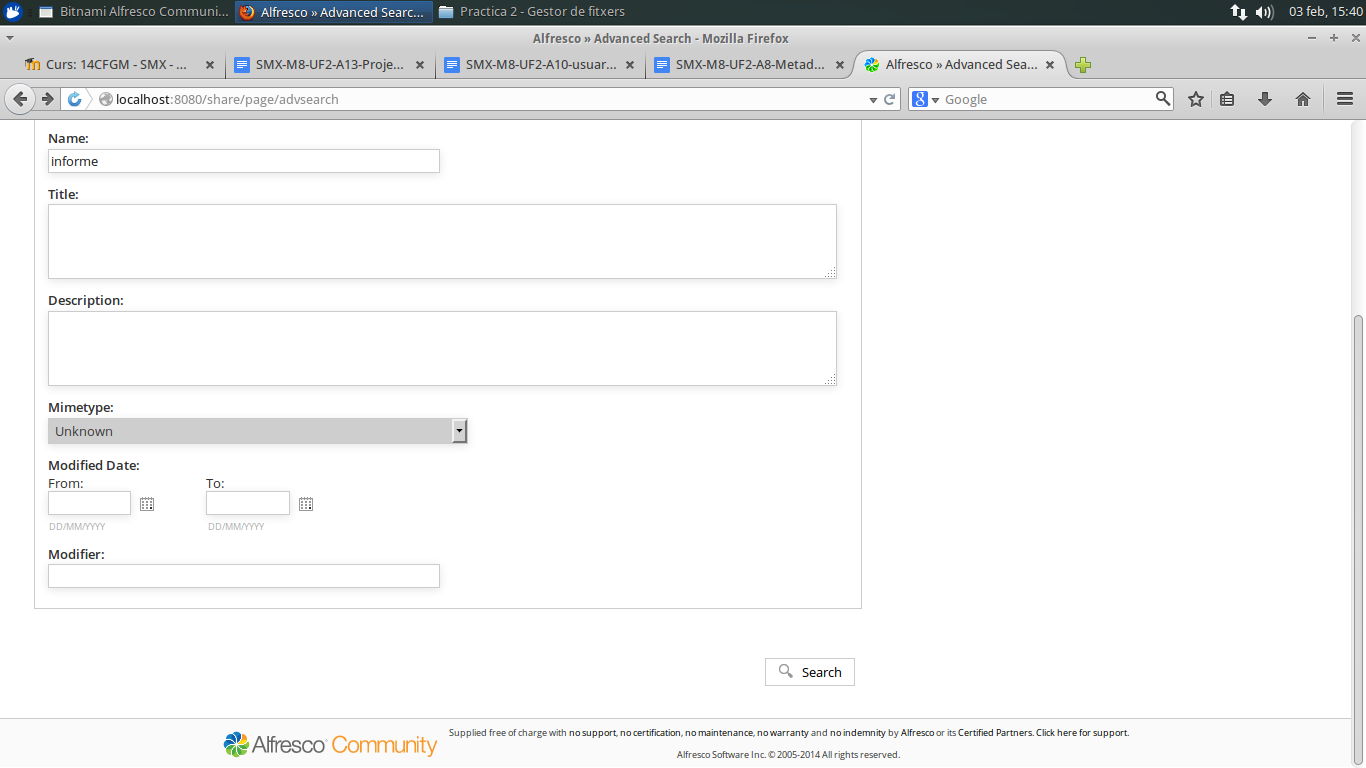 Bitnami Alfresco Communi... Alfresco » Advanced Searc... Practica 2 - Gestor de fitxers 03 feb, 15:40
Alfresco » Advanced Search - Mozilla Firefox
Curs: 14CFGM - SMX - ... SMX-M8-UF2-A13-Proje... SMX-M8-UF2-A10-usuar... SMX-M8-UF2-A8-Metad... Alfresco » Advanced Sea...
localhost:8080/share/page/advsearch Google
Name:
informe
Title:
Description:
Mimetype:
Unknown
Modified Date:
From: To:
DD/MM/YYYY DD/MM/YYYY
Modifier:
Search
Alfresco Community
Supplied free of charge with no support, no certification, no maintenance, no warranty and no indemnity by Alfresco or its Certified Partners. Click here for support.
Alfresco Software Inc. © 2005-2014 All rights reserved.